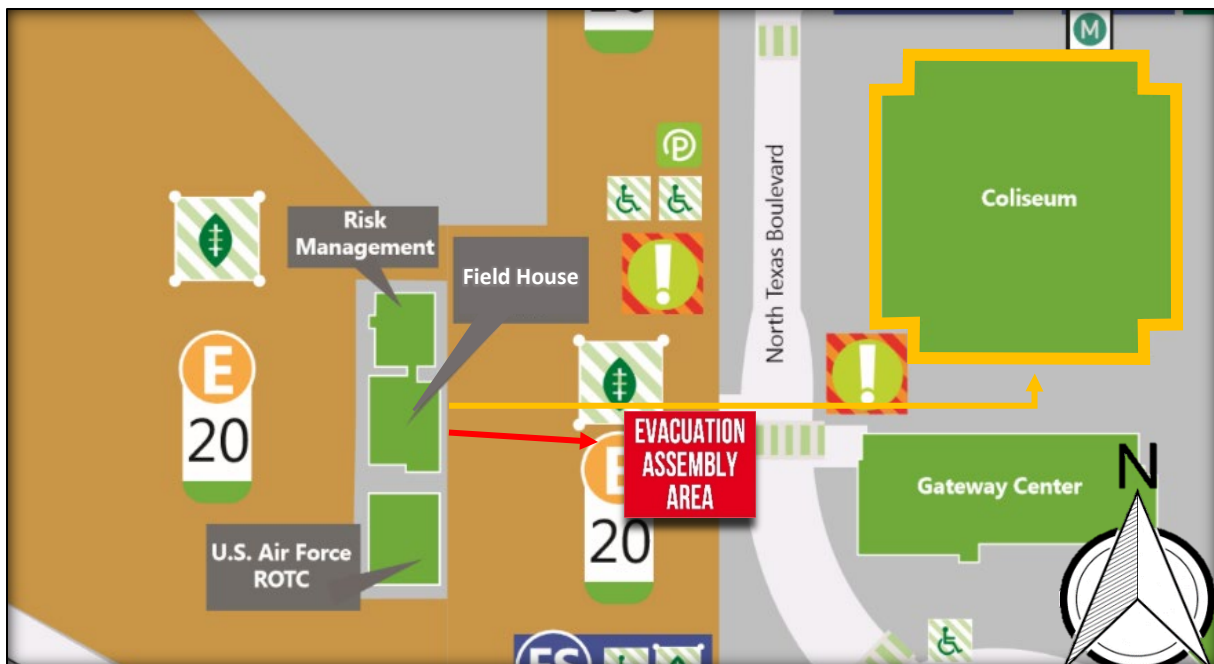 M
P
Risk
Management
Field House
North Texas Boulevard
Coliseum
E
20
EVACUATION
ASSEMBLY
AREA
E
20
Gateway Center
N
U.S. Air Force
ROTC